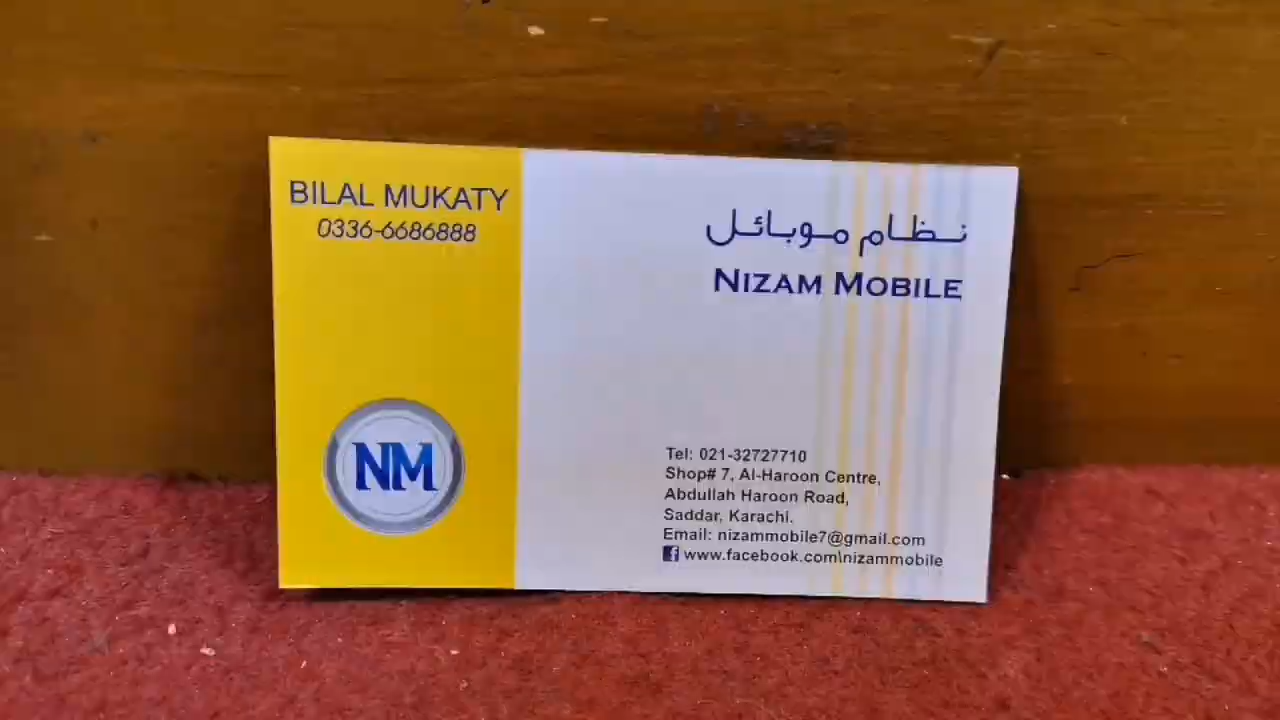 BILAL MUKATY
0336-6686888
NM
نظام موبائل
NIZAM MOBILE
Tel: 021-32727710
Shop# 7, Al-Haroon Centre,
Abdullah Haroon Road,
Saddar, Karachi.
Email: nizammobile7@gmail.com
f www.facebook.com\nizammobile